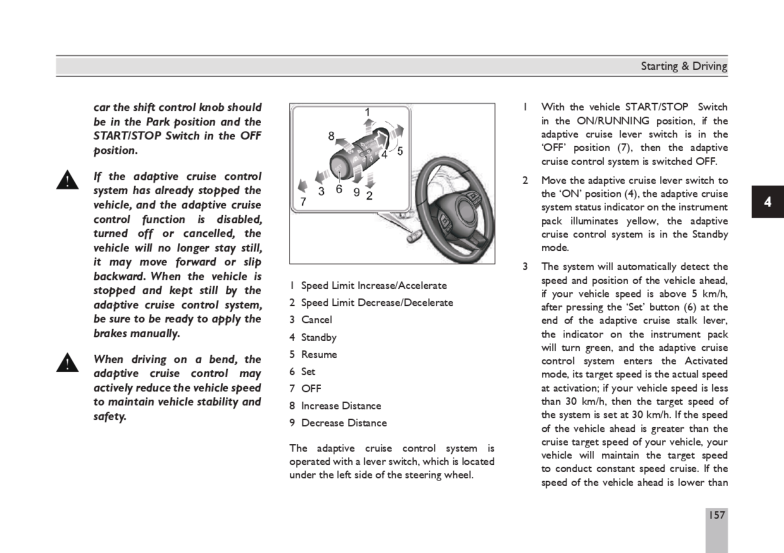 Starting & Driving
car the shift control knob should
be in the Park position and the
START/STOP Switch in the OFF
position.
If the adaptive cruise control
system has already stopped the
vehicle, and the adaptive cruise
control function is disabled,
turned off or cancelled, the
vehicle will no longer stay still,
it may move forward or slip
backward. When the vehicle is
stopped and kept still by the
adaptive cruise control system,
be sure to be ready to apply the
brakes manually.
When driving on a bend, the
adaptive cruise control may
actively reduce the vehicle speed
to maintain vehicle stability and
safety.
1
8
4
5
3
6
9
2
7
1 Speed Limit Increase/Accelerate
2 Speed Limit Decrease/Decelerate
3 Cancel
4 Standby
5 Resume
6 Set
7 OFF
8 Increase Distance
9 Decrease Distance
The adaptive cruise control system is
operated with a lever switch, which is located
under the left side of the steering wheel.
1 With the vehicle START/STOP Switch
in the ON/RUNNING position, if the
adaptive cruise lever switch is in the
‘OFF’ position (7), then the adaptive
cruise control system is switched OFF.
2 Move the adaptive cruise lever switch to
the ‘ON’ position (4), the adaptive cruise
system status indicator on the instrument
pack illuminates yellow, the adaptive
cruise control system is in the Standby
mode.
3 The system will automatically detect the
speed and position of the vehicle ahead,
if your vehicle speed is above 5 km/h,
after pressing the ‘Set’ button (6) at the
end of the adaptive cruise stalk lever,
the indicator on the instrument pack
will turn green, and the adaptive cruise
control system enters the Activated
mode, its target speed is the actual speed
at activation; if your vehicle speed is less
than 30 km/h, then the target speed of
the system is set at 30 km/h. If the speed
of the vehicle ahead is greater than the
cruise target speed of your vehicle, your
vehicle will maintain the target speed
to conduct constant speed cruise. If the
speed of the vehicle ahead is lower than
4
157